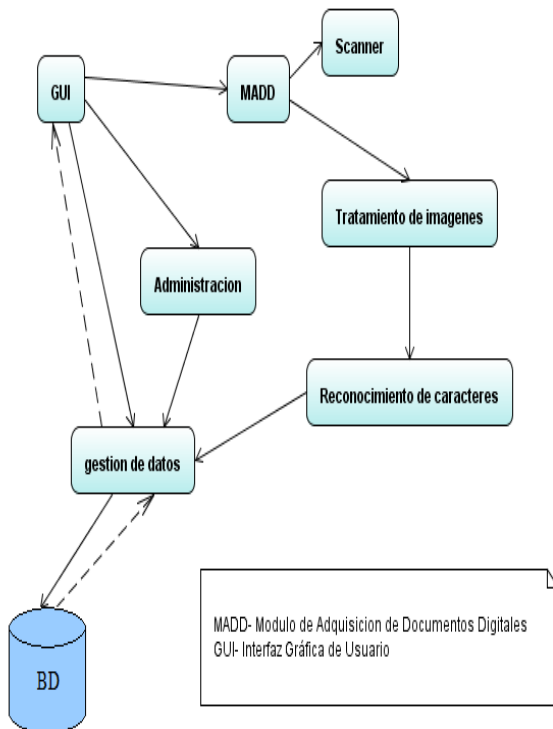 Scanner
GUI
MADD
Tratamiento de imagenes
Administracion
Reconocimiento de caracteres
gestion de datos
BD
MADD- Modulo de Adquisicion de Documentos Digitales
GUI- Interfaz Gráfica de Usuario